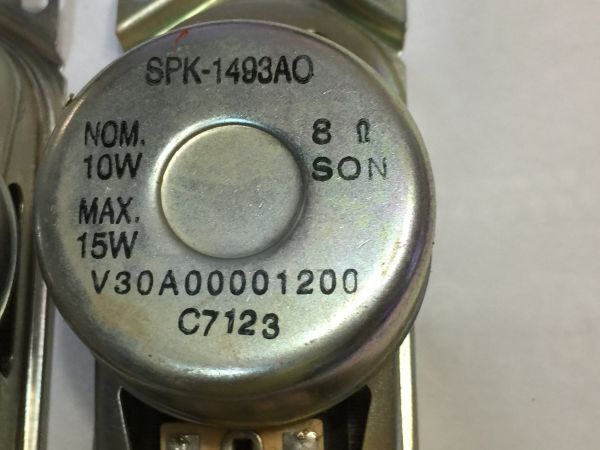 SPK-1493AO
NOM. 8 Ω
10W SON
MAX.
15W
V30A00001200
C7123